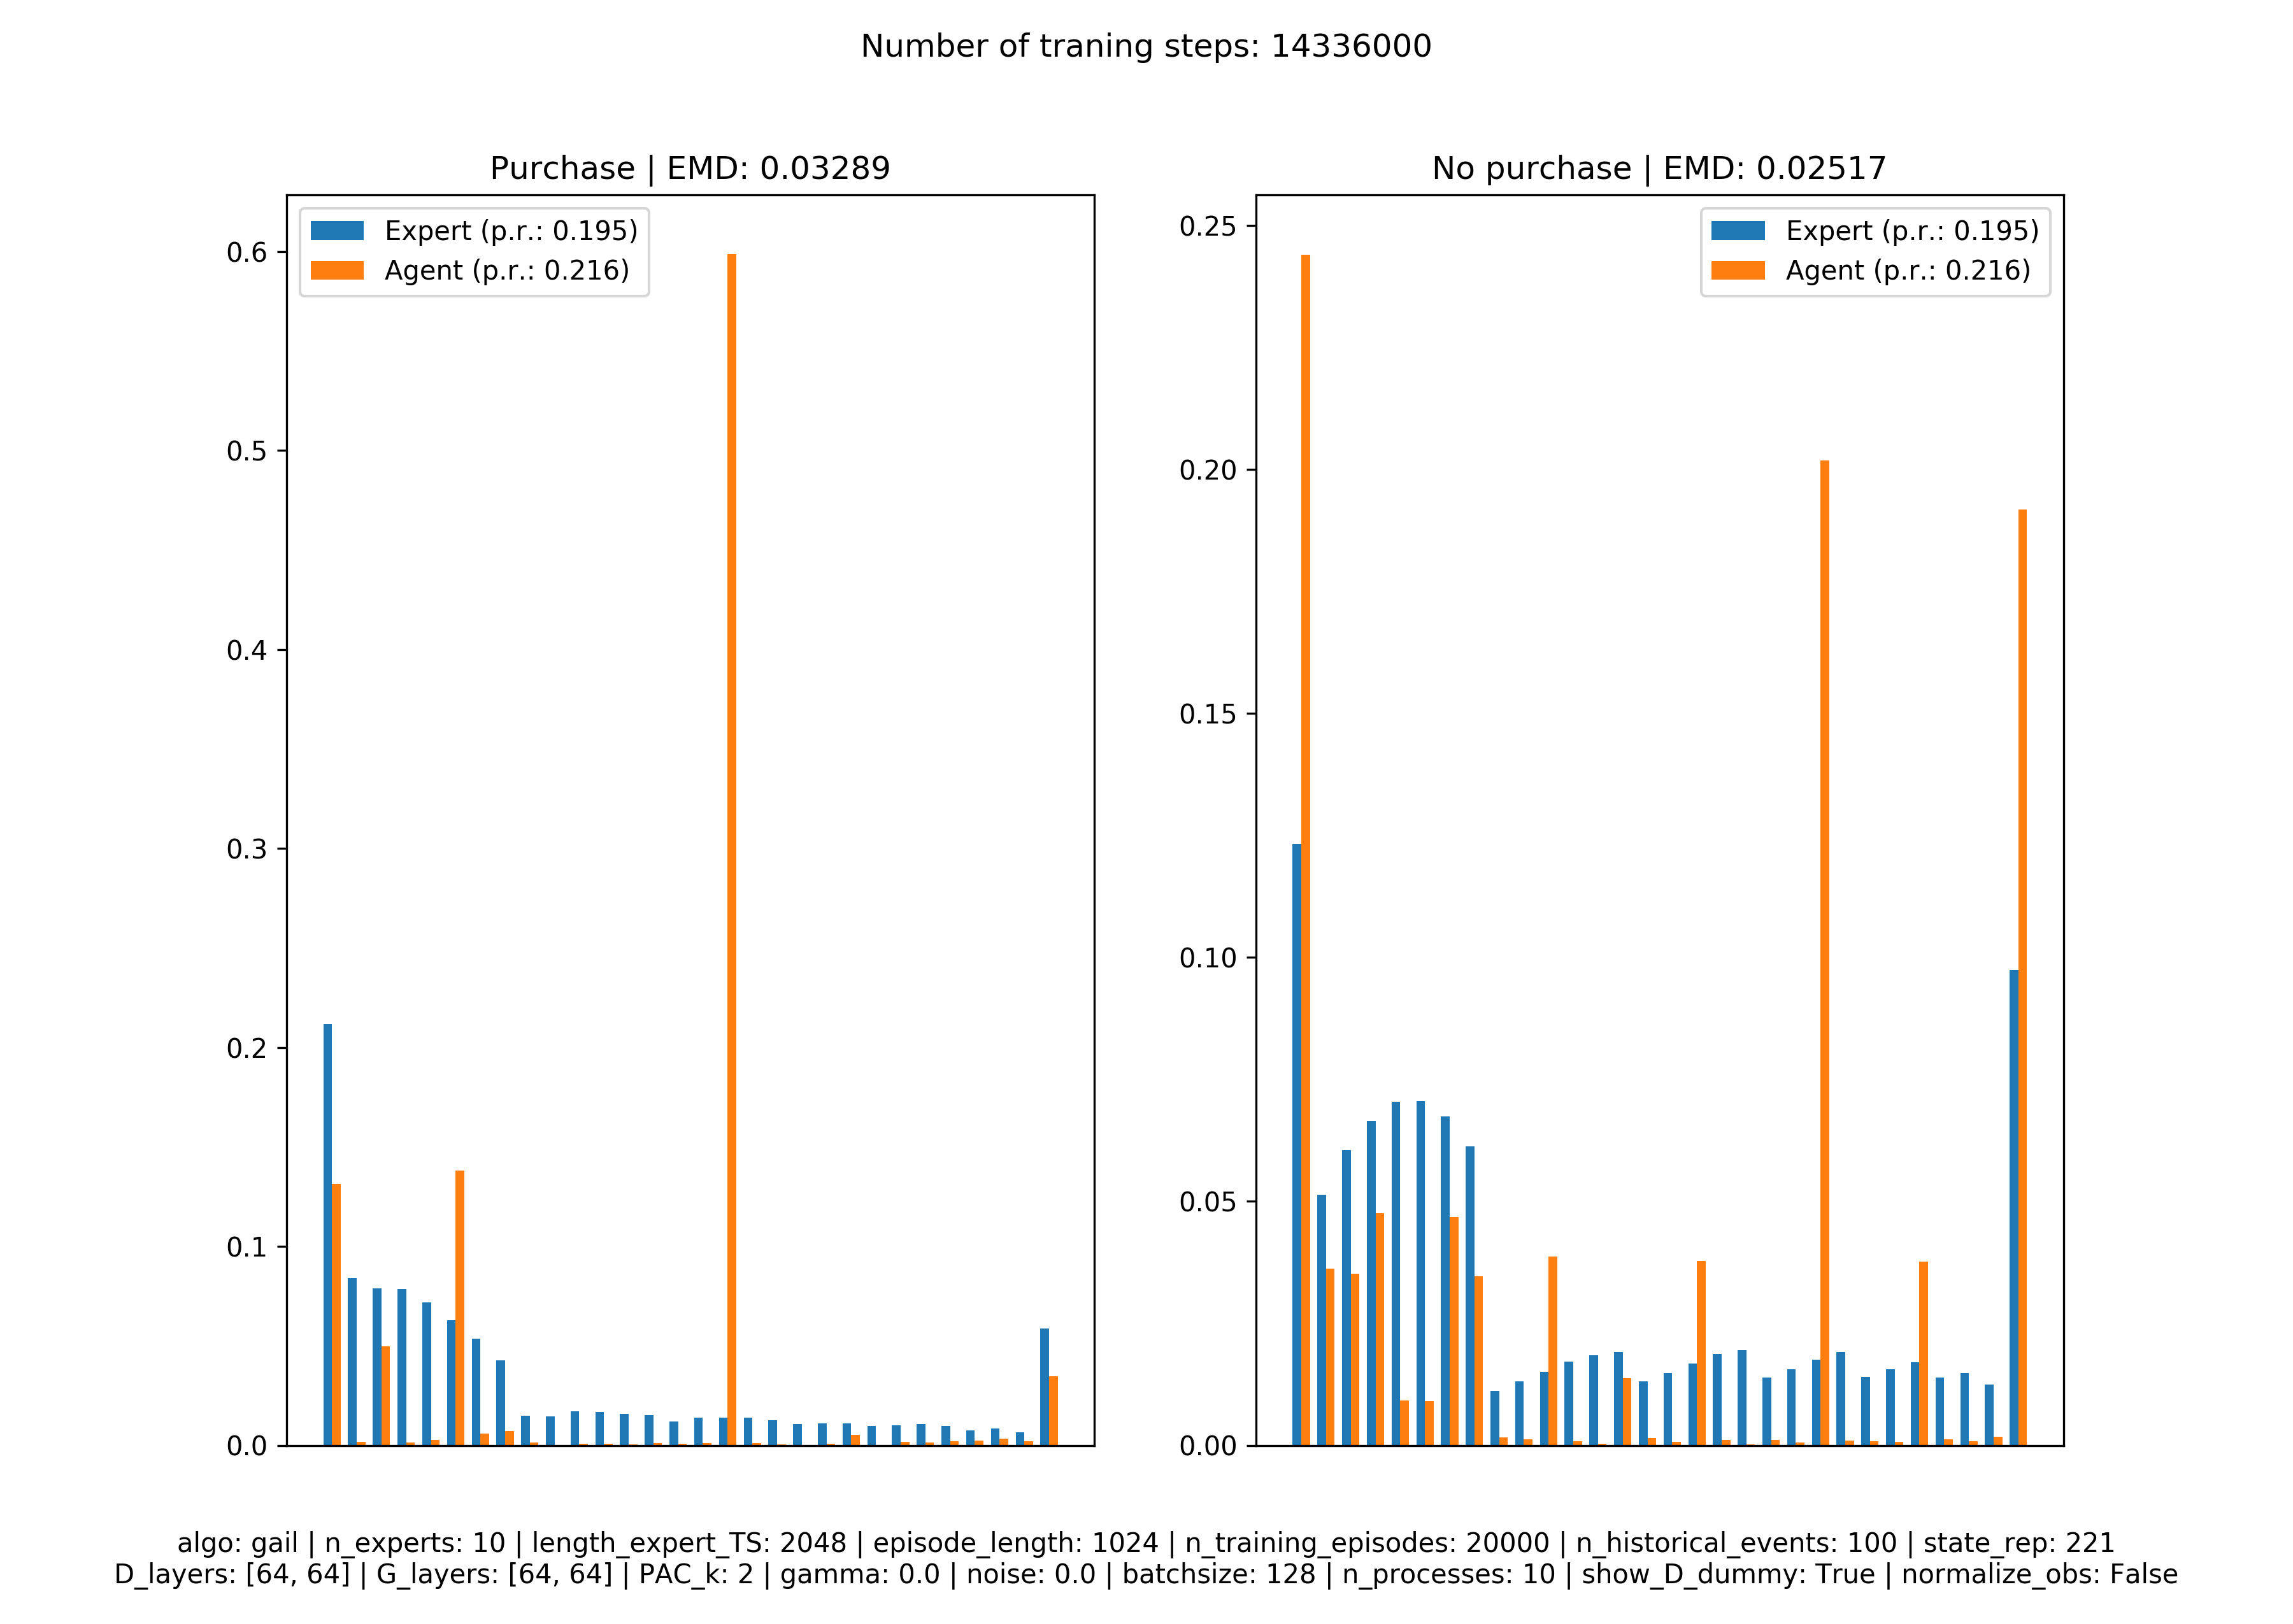 Number of traning steps: 14336000
Purchase | EMD: 0.03289
Expert (p.r.: 0.195)
Agent (p.r.: 0.216)
0.6
0.5
0.4
0.3
0.2
0.1
0.0
No purchase | EMD: 0.02517
Expert (p.r.: 0.195)
Agent (p.r.: 0.216)
0.25
0.20
0.15
0.10
0.05
0.00
algo: gail | n_experts: 10 | length_expert_TS: 2048 | episode_length: 1024 | n_training_episodes: 20000 | n_historical_events: 100 | state_rep: 221
D_layers: [64, 64] | G_layers: [64, 64] | PAC_k: 2 | gamma: 0.0 | noise: 0.0 | batchsize: 128 | n_processes: 10 | show_D_dummy: True | normalize_obs: False